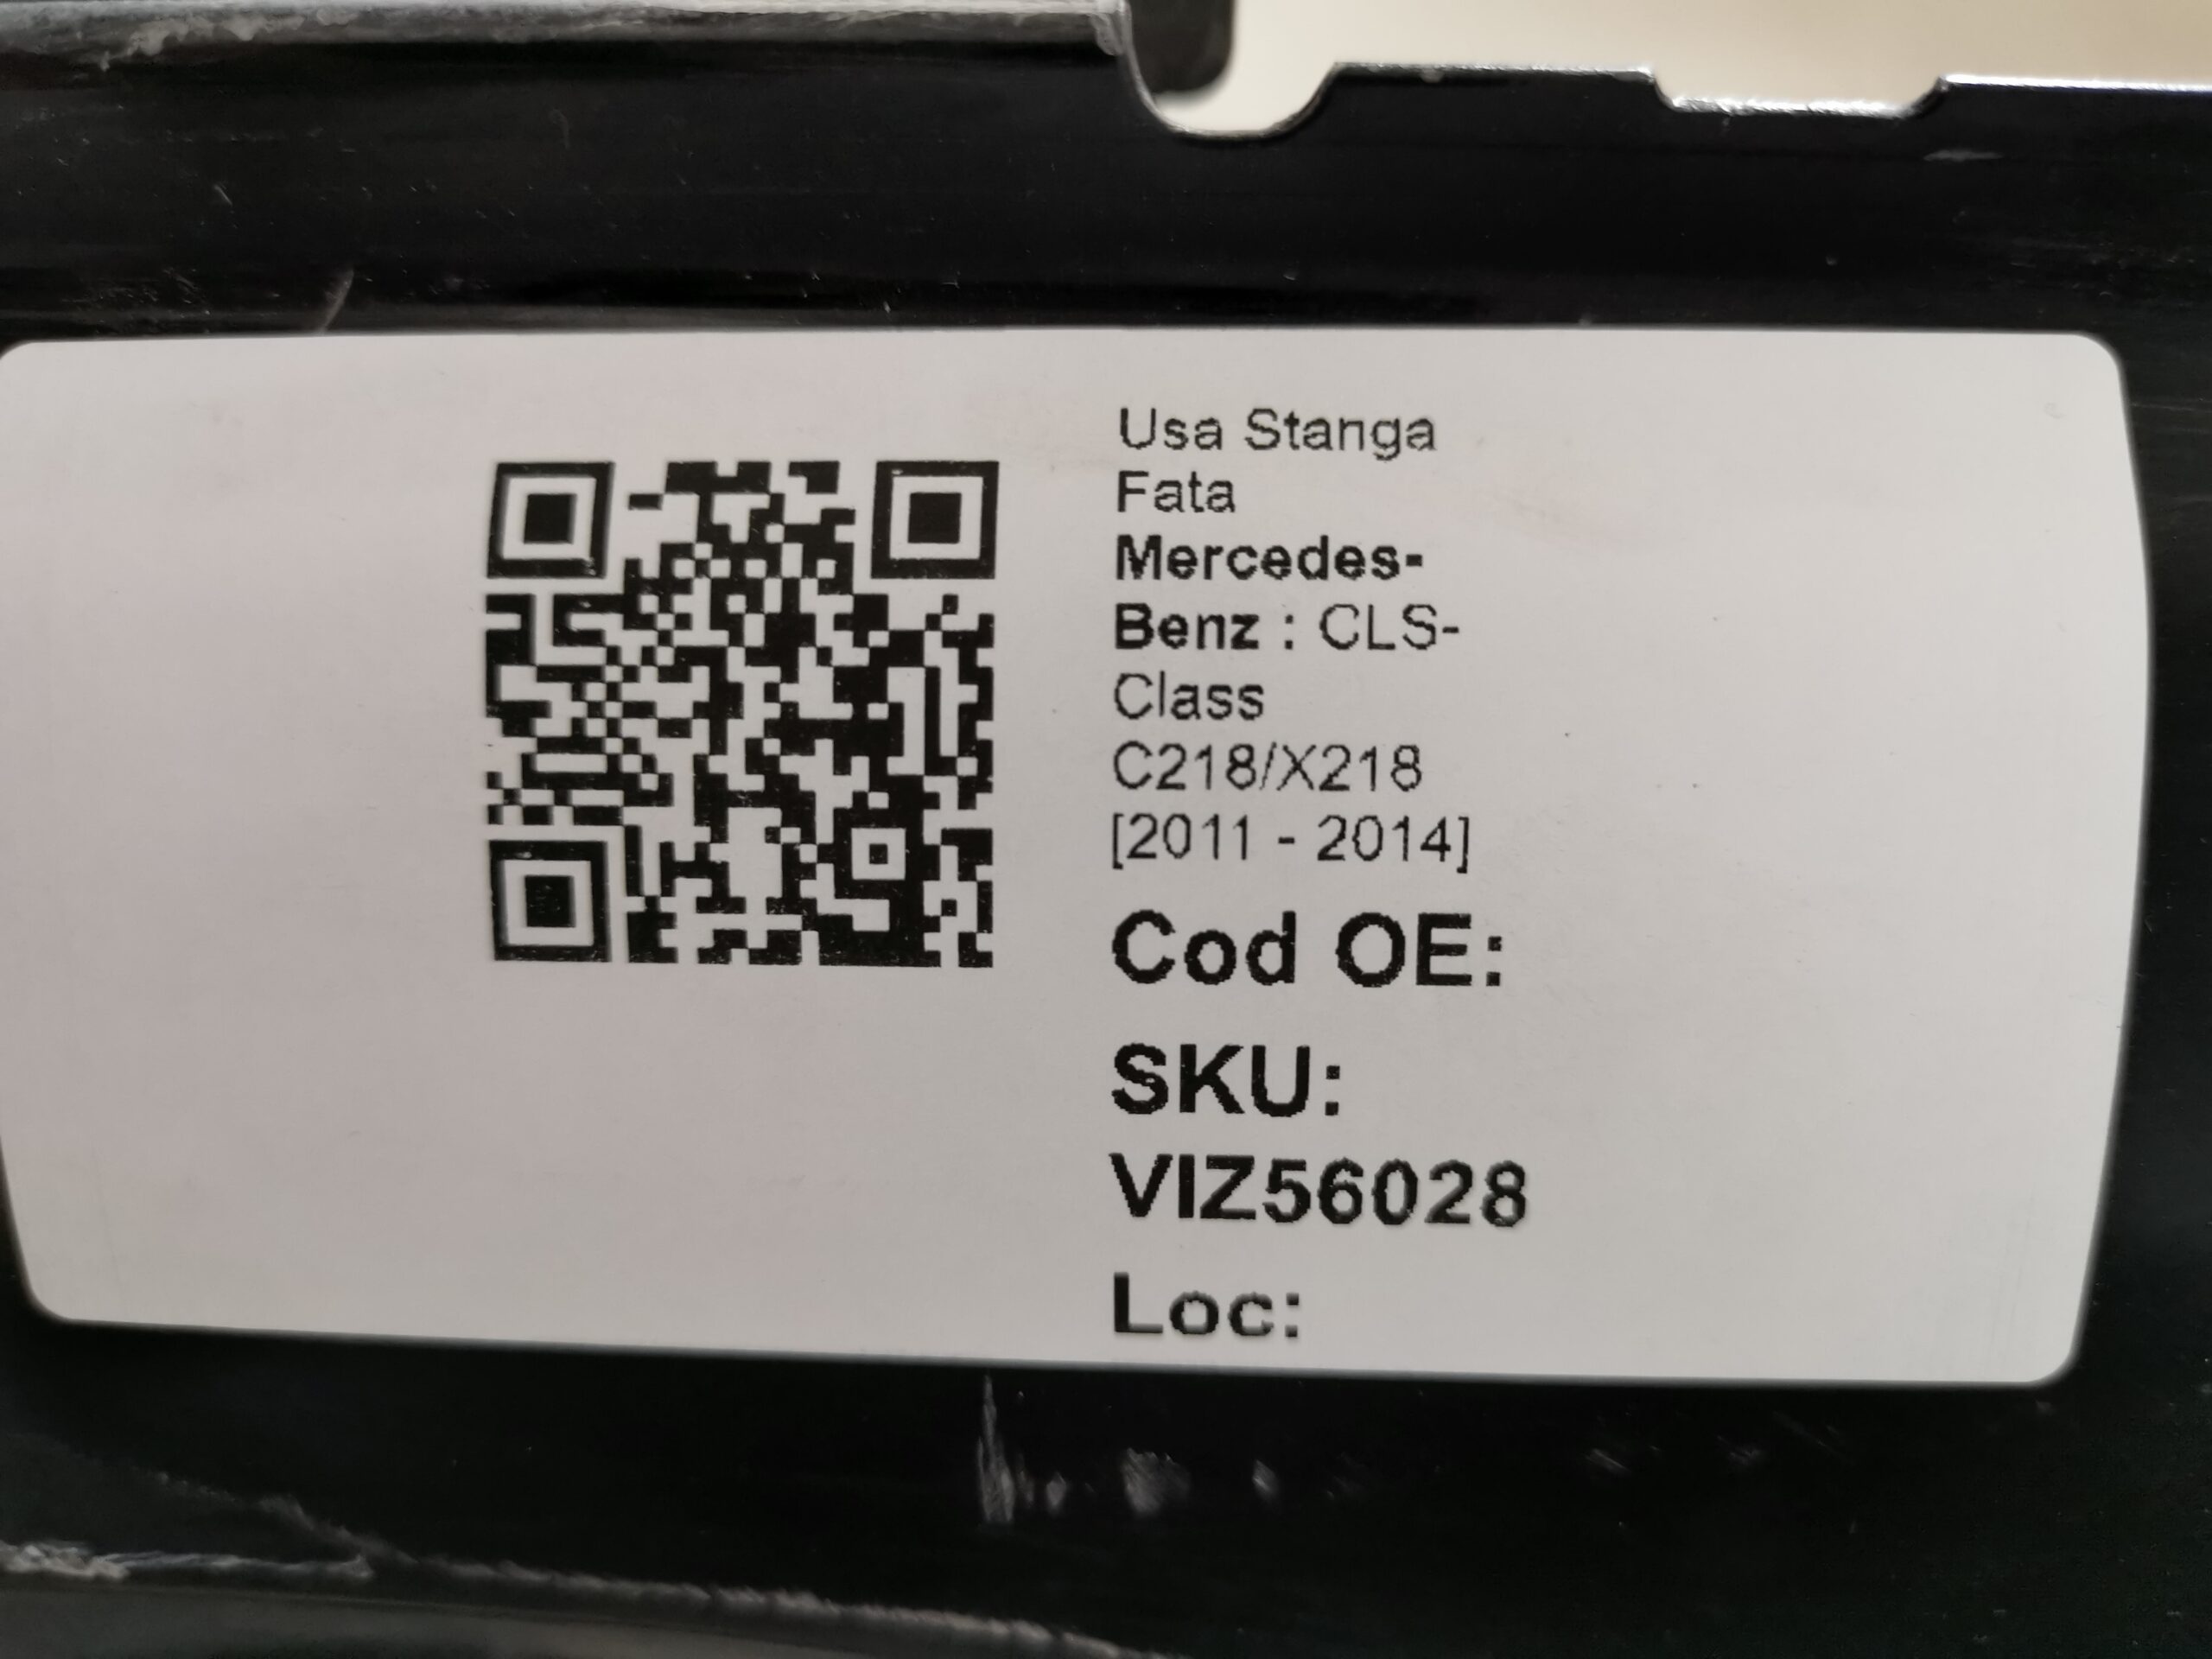 Usa Stanga
Fata
Mercedes-
Benz : CLS-
Class
C218/X218
[2011 - 2014]
Cod OE:
SKU:
VIZ56028
Loc: